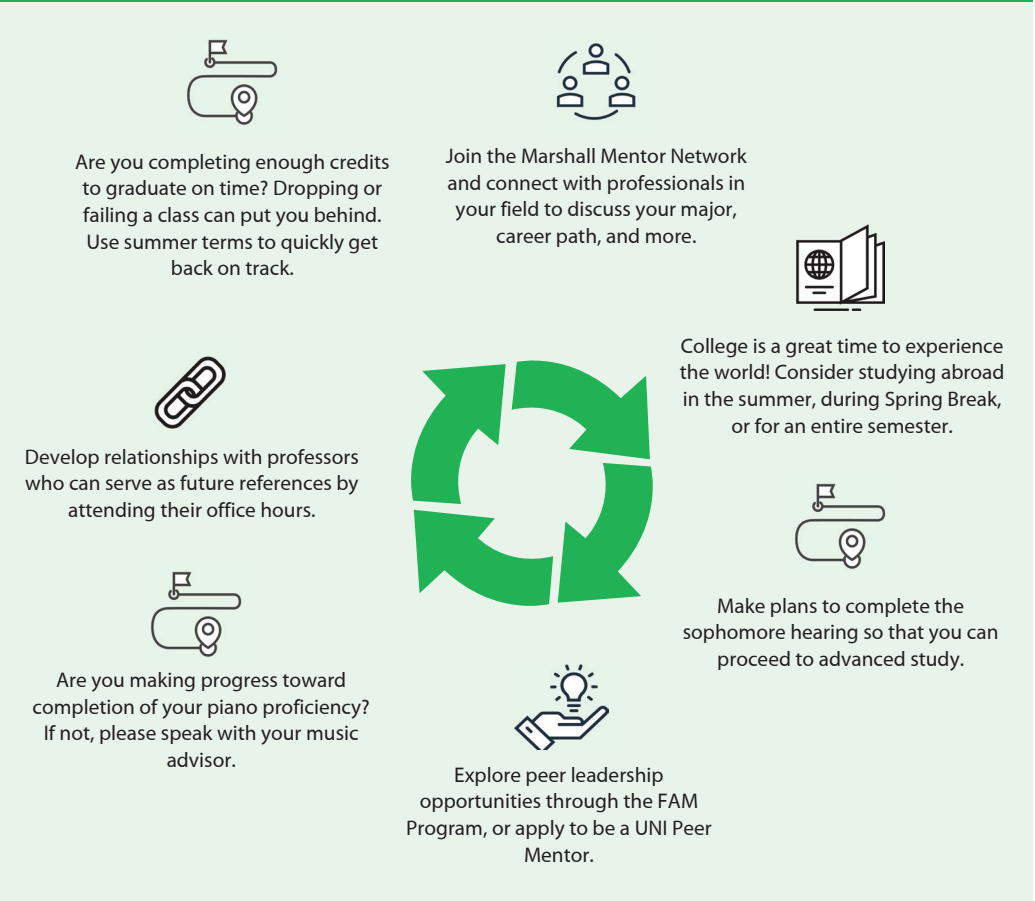 Are you completing enough credits
to graduate on time? Dropping or
failing a class can put you behind.
Use summer terms to quickly get
back on track.
Join the Marshall Mentor Network
and connect with professionals in
your field to discuss your major,
career path, and more.
College is a great time to experience
the world! Consider studying abroad
in the summer, during Spring Break,
or for an entire semester.
Develop relationships with professors
who can serve as future references by
attending their office hours.
Make plans to complete the
sophomore hearing so that you can
proceed to advanced study.
Are you making progress toward
completion of your piano proficiency?
If not, please speak with your music
advisor.
Explore peer leadership
opportunities through the FAM
Program, or apply to be a UNI Peer
Mentor.